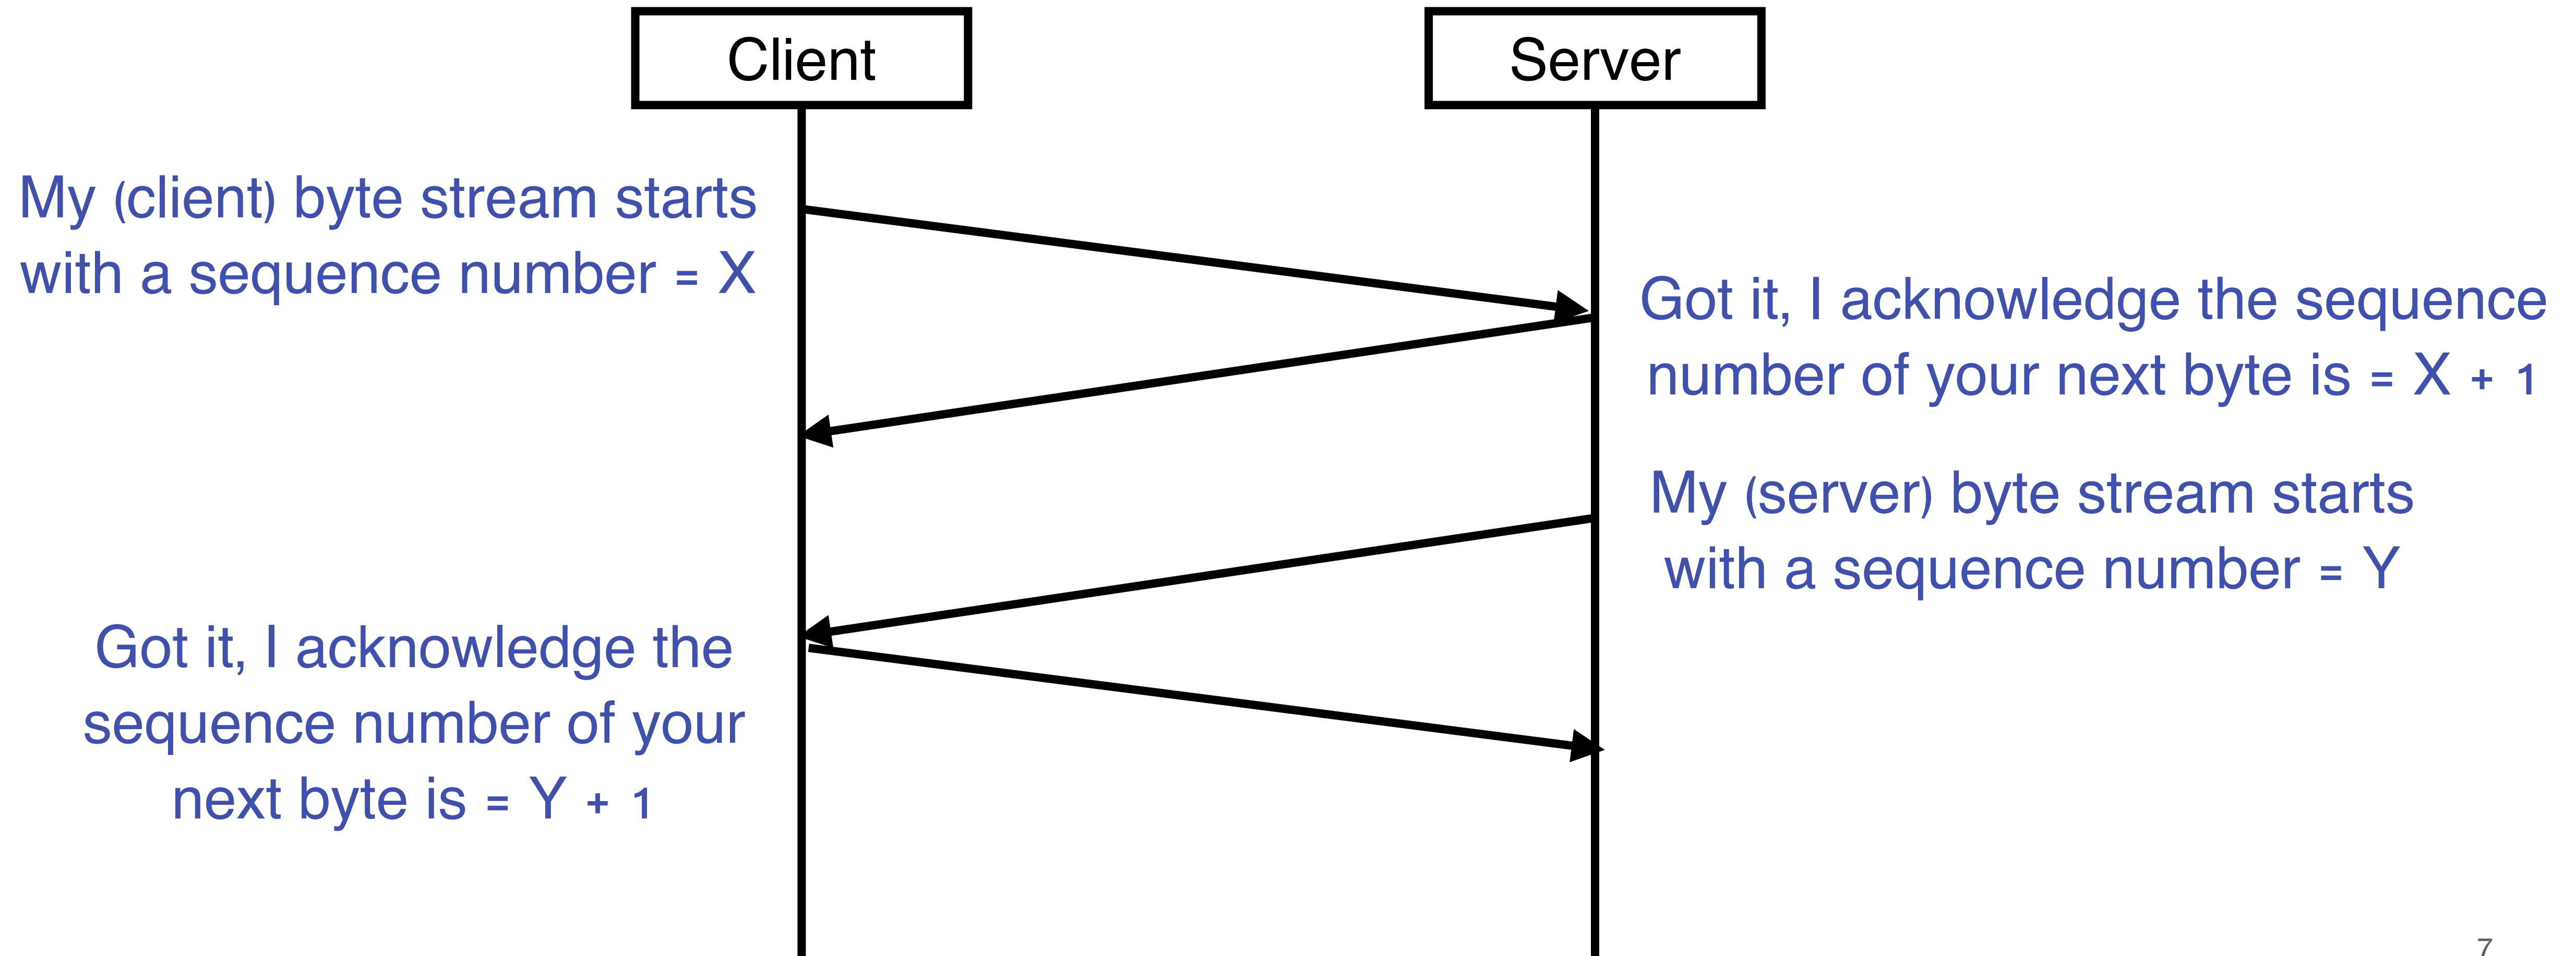 Client
Server
My (client) byte stream starts
with a sequence number = X
Got it, I acknowledge the sequence
number of your next byte is = X + 1
My (server) byte stream starts
with a sequence number = Y
Got it, I acknowledge the
sequence number of your
next byte is = Y + 1
7